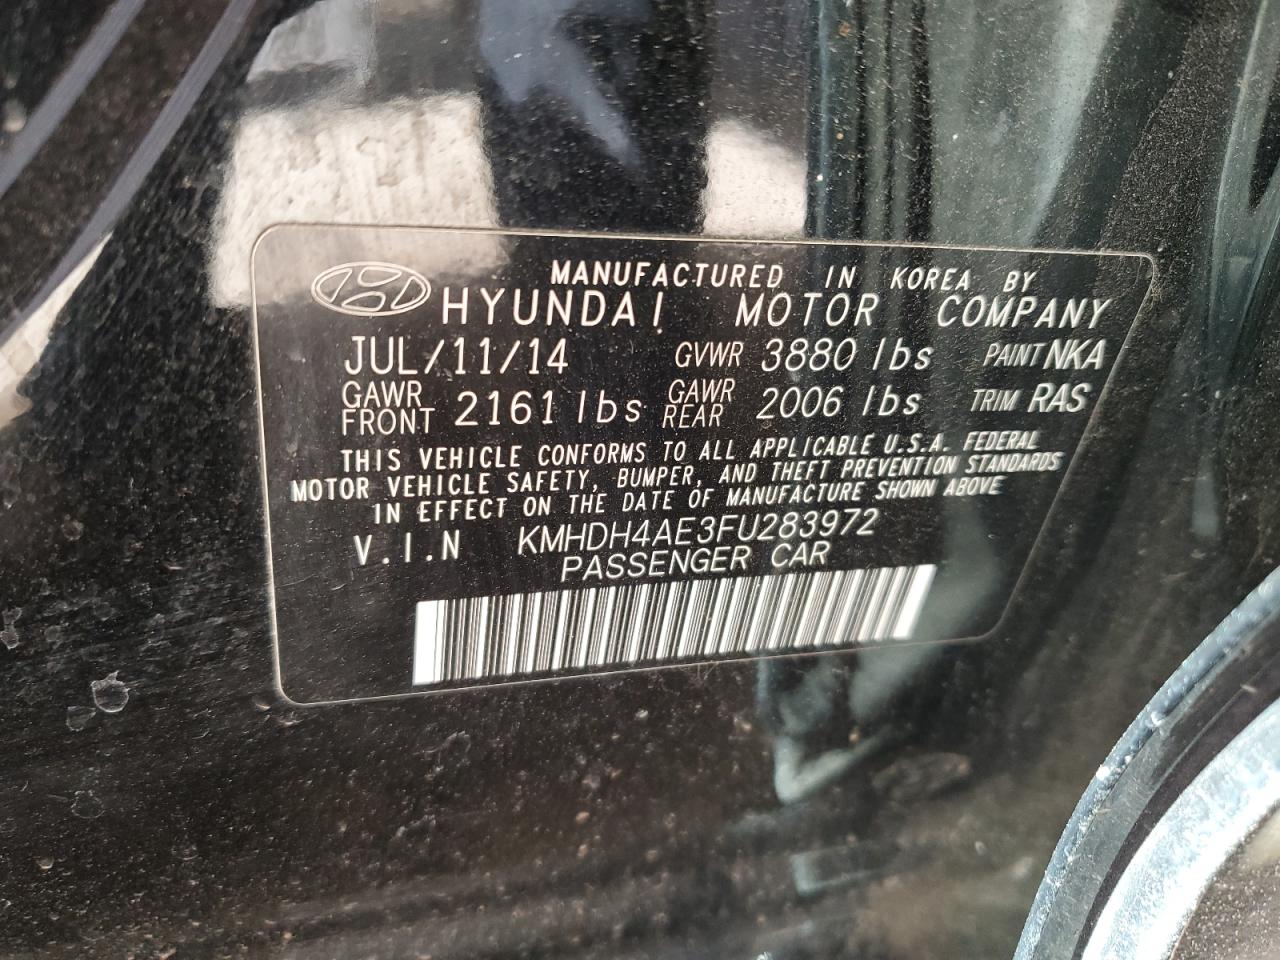 MANUFACTURED IN KOREA BY
HYUNDAI MOTOR COMPANY
JUL/11/14 GVWR 3880 lbs PAINT NKA
GAWR FRONT 2161 lbs GAWR REAR 2006 lbs TRIM RAS
THIS VEHICLE CONFORMS TO ALL APPLICABLE U.S.A. FEDERAL
MOTOR VEHICLE SAFETY, BUMPER, AND THEFT PREVENTION STANDARDS
IN EFFECT ON THE DATE OF MANUFACTURE SHOWN ABOVE
V.I.N KMHDH4AE3FU283972
PASSENGER CAR